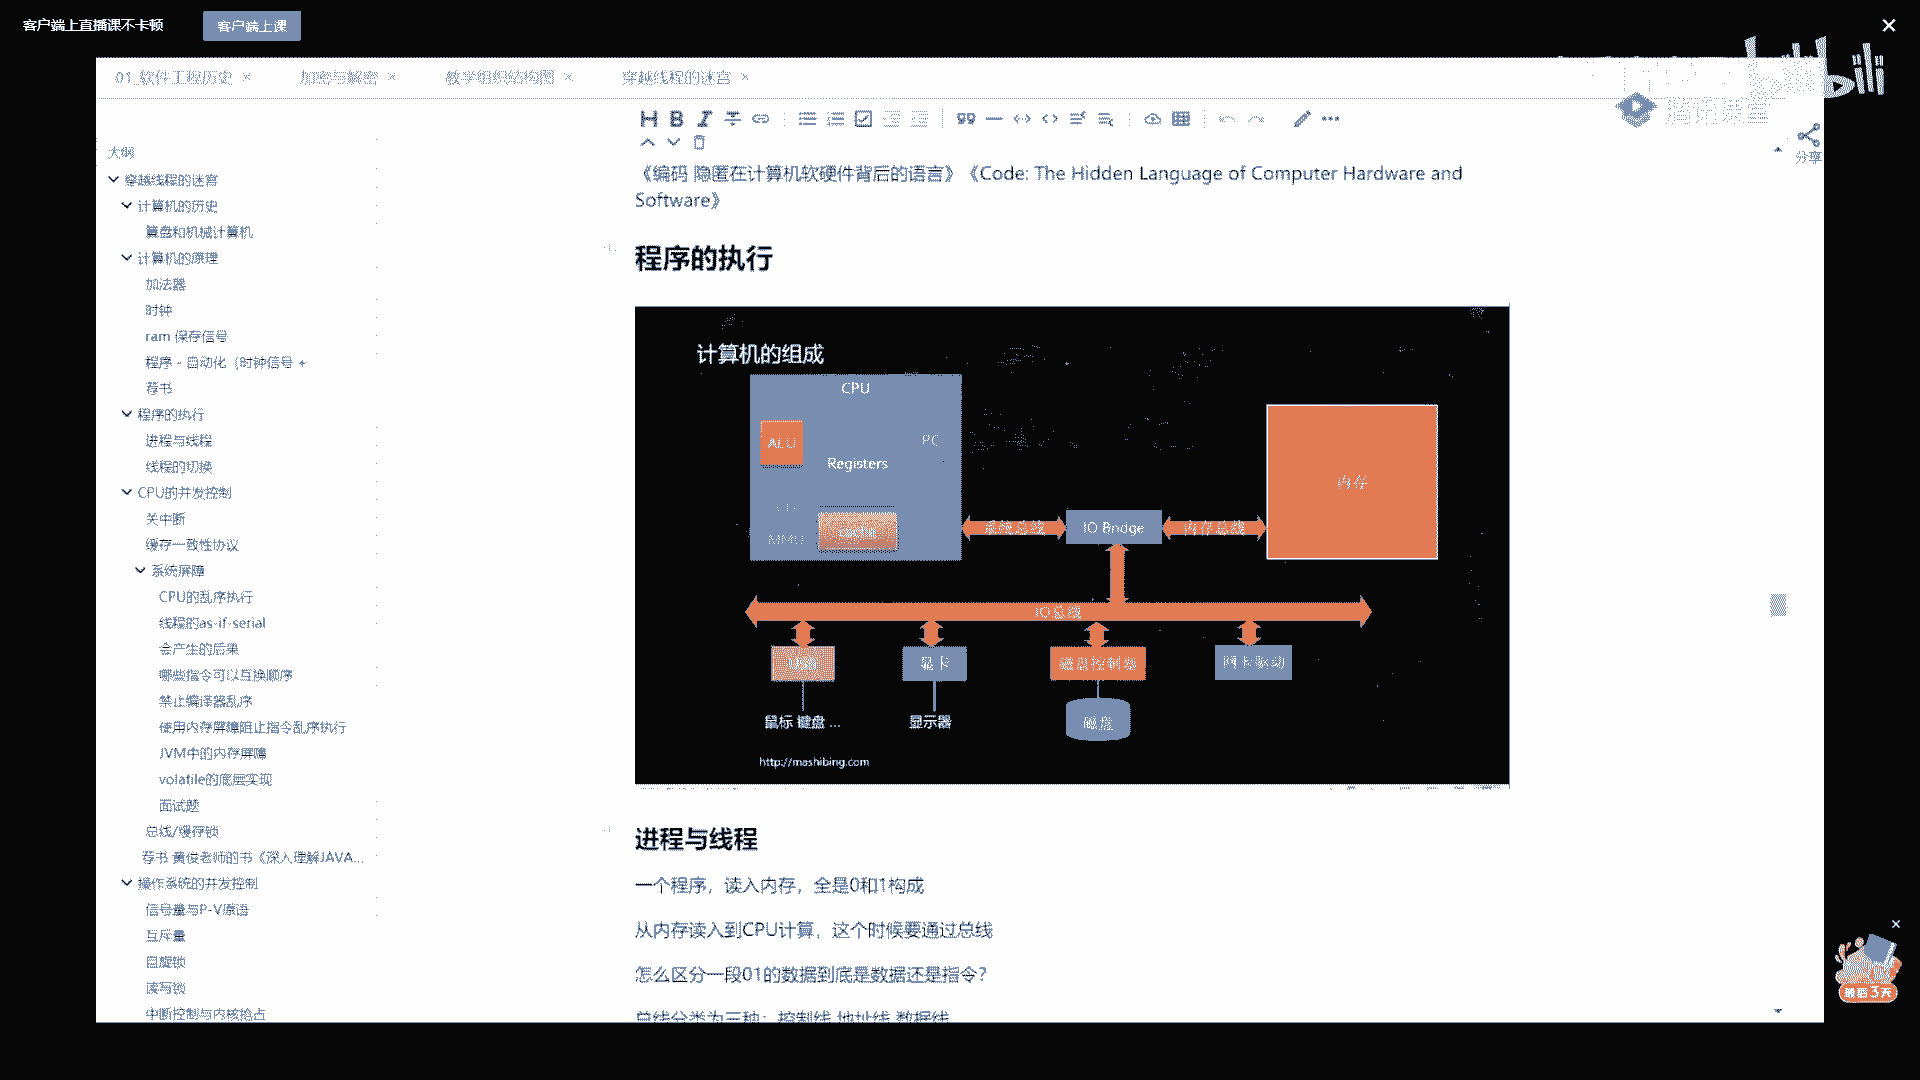 客户端上直播课不卡顿
客户端上课
bilibili
01_软件工程历史
加密与解密
教学组织结构图
穿越线程的迷宫
腾讯课堂
分享
大纲
穿越线程的迷宫
计算机的历史
算盘和机械计算机
计算机的原理
加法器
时钟
ram 保存信号
程序 - 自动化（时钟信号 +
荐书
程序的执行
进程与线程
线程的切换
CPU的并发控制
关中断
缓存一致性协议
系统屏障
CPU的乱序执行
线程的as-if-serial
会产生的后果
哪些指令可以互换顺序
禁止编译器乱序
使用内存屏障阻止指令乱序执行
JVM中的内存屏障
volatile的底层实现
面试题
总线/缓存锁
荐书 黄俊老师的书《深入理解JAVA...
操作系统的并发控制
信号量与P-V原语
互斥量
自旋锁
读写锁
中断控制与内核抢占
《编码 隐匿在计算机软硬件背后的语言》《Code: The Hidden Language of Computer Hardware and
Software》
程序的执行
计算机的组成
CPU
ALU
PC
Registers
MMU
系统总线
IO Bridge
内存总线
内存
IO总线
显卡
磁盘控制器
网卡驱动
鼠标 键盘 ...
显示器
磁盘
http://mashibing.com
进程与线程
一个程序，读入内存，全是0和1构成
从内存读入到CPU计算，这个时候要通过总线
怎么区分一段01的数据到底是数据还是指令？
总线分类为三种：控制线 地址线 数据线
最后3天